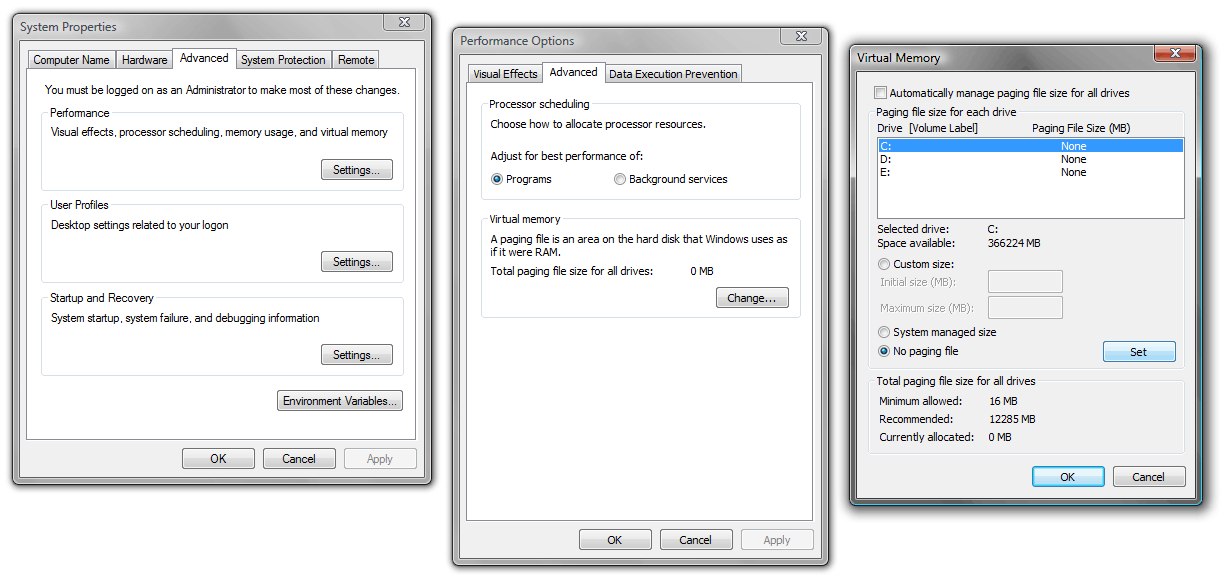 System Properties
Computer Name
Hardware
Advanced
System Protection
Remote
You must be logged on as an Administrator to make most of these changes.
Performance
Visual effects, processor scheduling, memory usage, and virtual memory
Settings...
User Profiles
Desktop settings related to your logon
Settings...
Startup and Recovery
System startup, system failure, and debugging information
Settings...
Environment Variables...
OK
Cancel
Apply
Performance Options
Visual Effects
Advanced
Data Execution Prevention
Processor scheduling
Choose how to allocate processor resources.
Adjust for best performance of:
Programs
Background services
Virtual memory
A paging file is an area on the hard disk that Windows uses as
if it were RAM.
Total paging file size for all drives: 0 MB
Change...
OK
Cancel
Apply
Virtual Memory
Automatically manage paging file size for all drives
Paging file size for each drive
Drive [Volume Label] Paging File Size (MB)
C: None
D: None
E: None
Selected drive: C:
Space available: 366224 MB
Custom size:
Initial size (MB):
Maximum size (MB):
System managed size
No paging file
Set
Total paging file size for all drives
Minimum allowed: 16 MB
Recommended: 12285 MB
Currently allocated: 0 MB
OK
Cancel